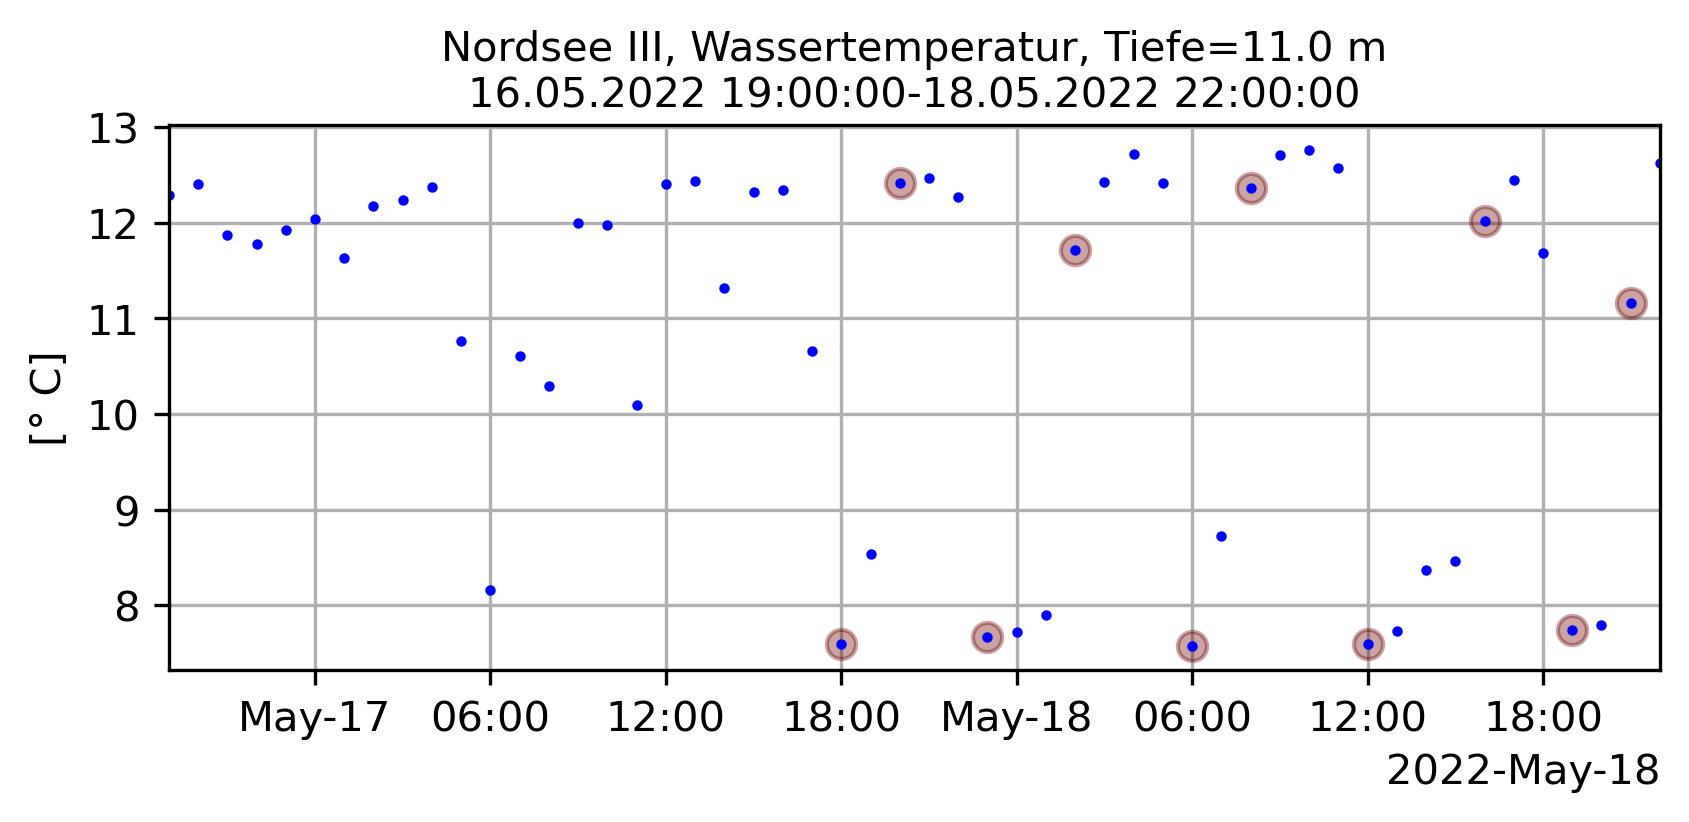 Nordsee III, Wassertemperatur, Tiefe=11.0 m
16.05.2022 19:00:00-18.05.2022 22:00:00
13
12
11
10
9
8
[° C]
May-17 06:00 12:00 18:00 May-18 06:00 12:00 18:00
2022-May-18